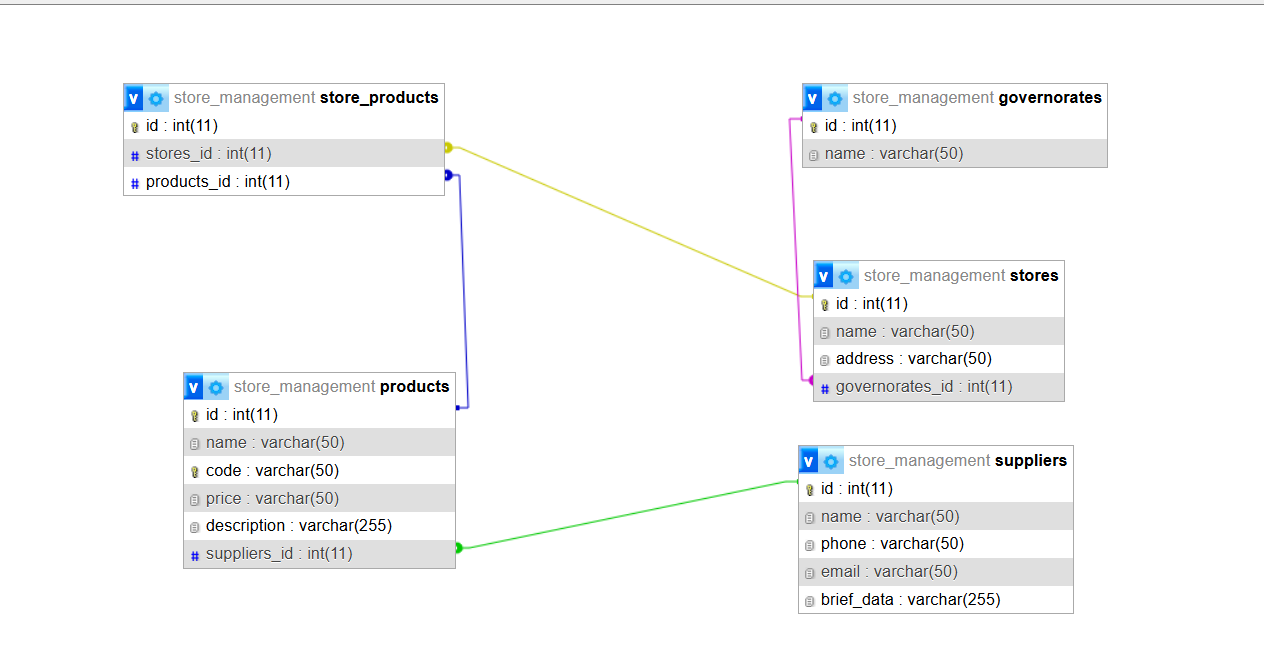 v store_management store_products
id : int(11)
# stores_id : int(11)
# products_id : int(11)
v store_management governorates
id : int(11)
name : varchar(50)
v store_management stores
id : int(11)
name : varchar(50)
address : varchar(50)
# governorates_id : int(11)
v store_management products
id : int(11)
name : varchar(50)
code : varchar(50)
price : varchar(50)
description : varchar(255)
# suppliers_id : int(11)
v store_management suppliers
id : int(11)
name : varchar(50)
phone : varchar(50)
email : varchar(50)
brief_data : varchar(255)